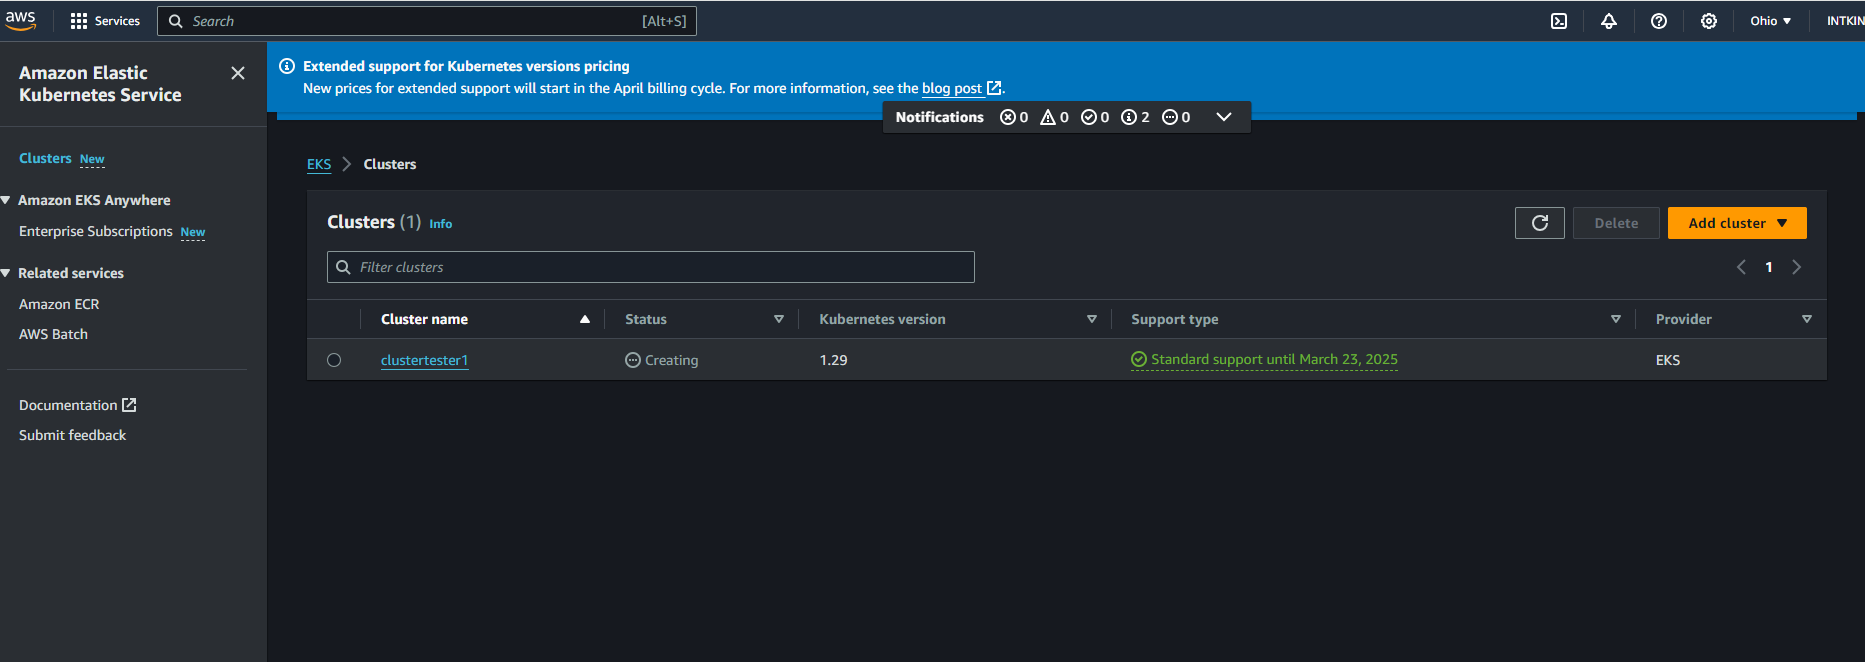 aws
Services
Search [Alt+S]
Ohio
INTKIN
Amazon Elastic
Kubernetes Service
Extended support for Kubernetes versions pricing
New prices for extended support will start in the April billing cycle. For more information, see the blog post.
Notifications 0 0 0 2 0
Clusters New
Amazon EKS Anywhere
Enterprise Subscriptions New
Related services
Amazon ECR
AWS Batch
Documentation
Submit feedback
EKS Clusters
Clusters (1) Info
Delete
Add cluster
Filter clusters
1
Cluster name Status Kubernetes version Support type Provider
clustertester1 Creating 1.29 Standard support until March 23, 2025 EKS